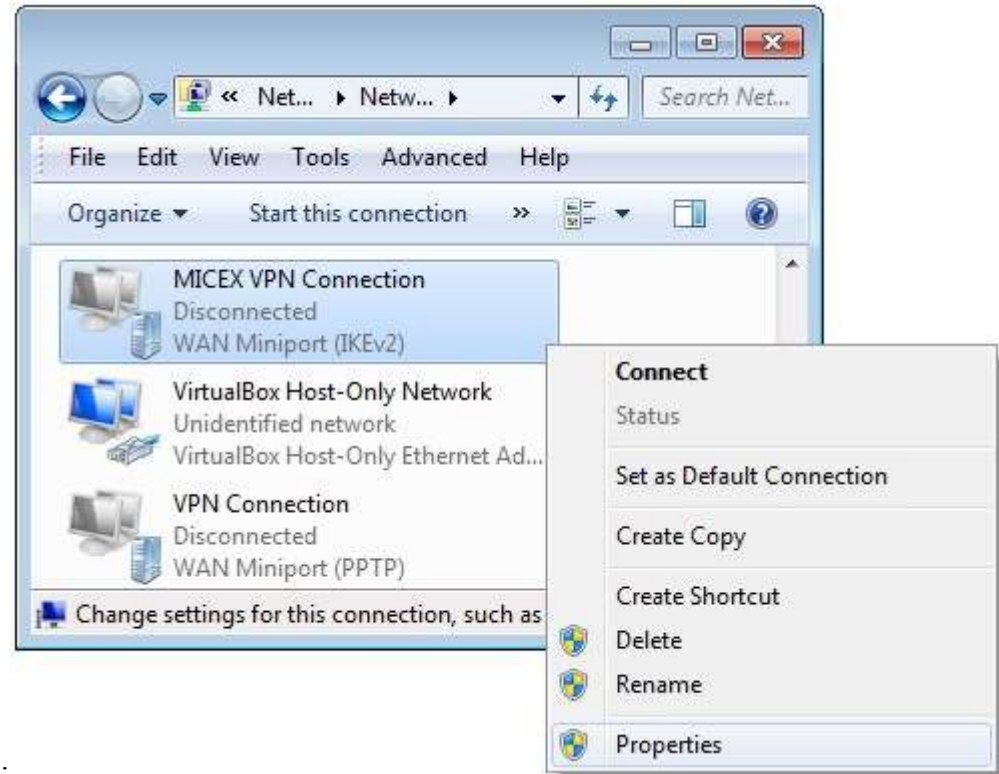 « Net... Netw...
Search Net...
File Edit View Tools Advanced Help
Organize Start this connection »
MICEX VPN Connection
Disconnected
WAN Miniport (IKEv2)
VirtualBox Host-Only Network
Unidentified network
VirtualBox Host-Only Ethernet Ad...
VPN Connection
Disconnected
WAN Miniport (PPTP)
Change settings for this connection, such as
Connect
Status
Set as Default Connection
Create Copy
Create Shortcut
Delete
Rename
Properties
.